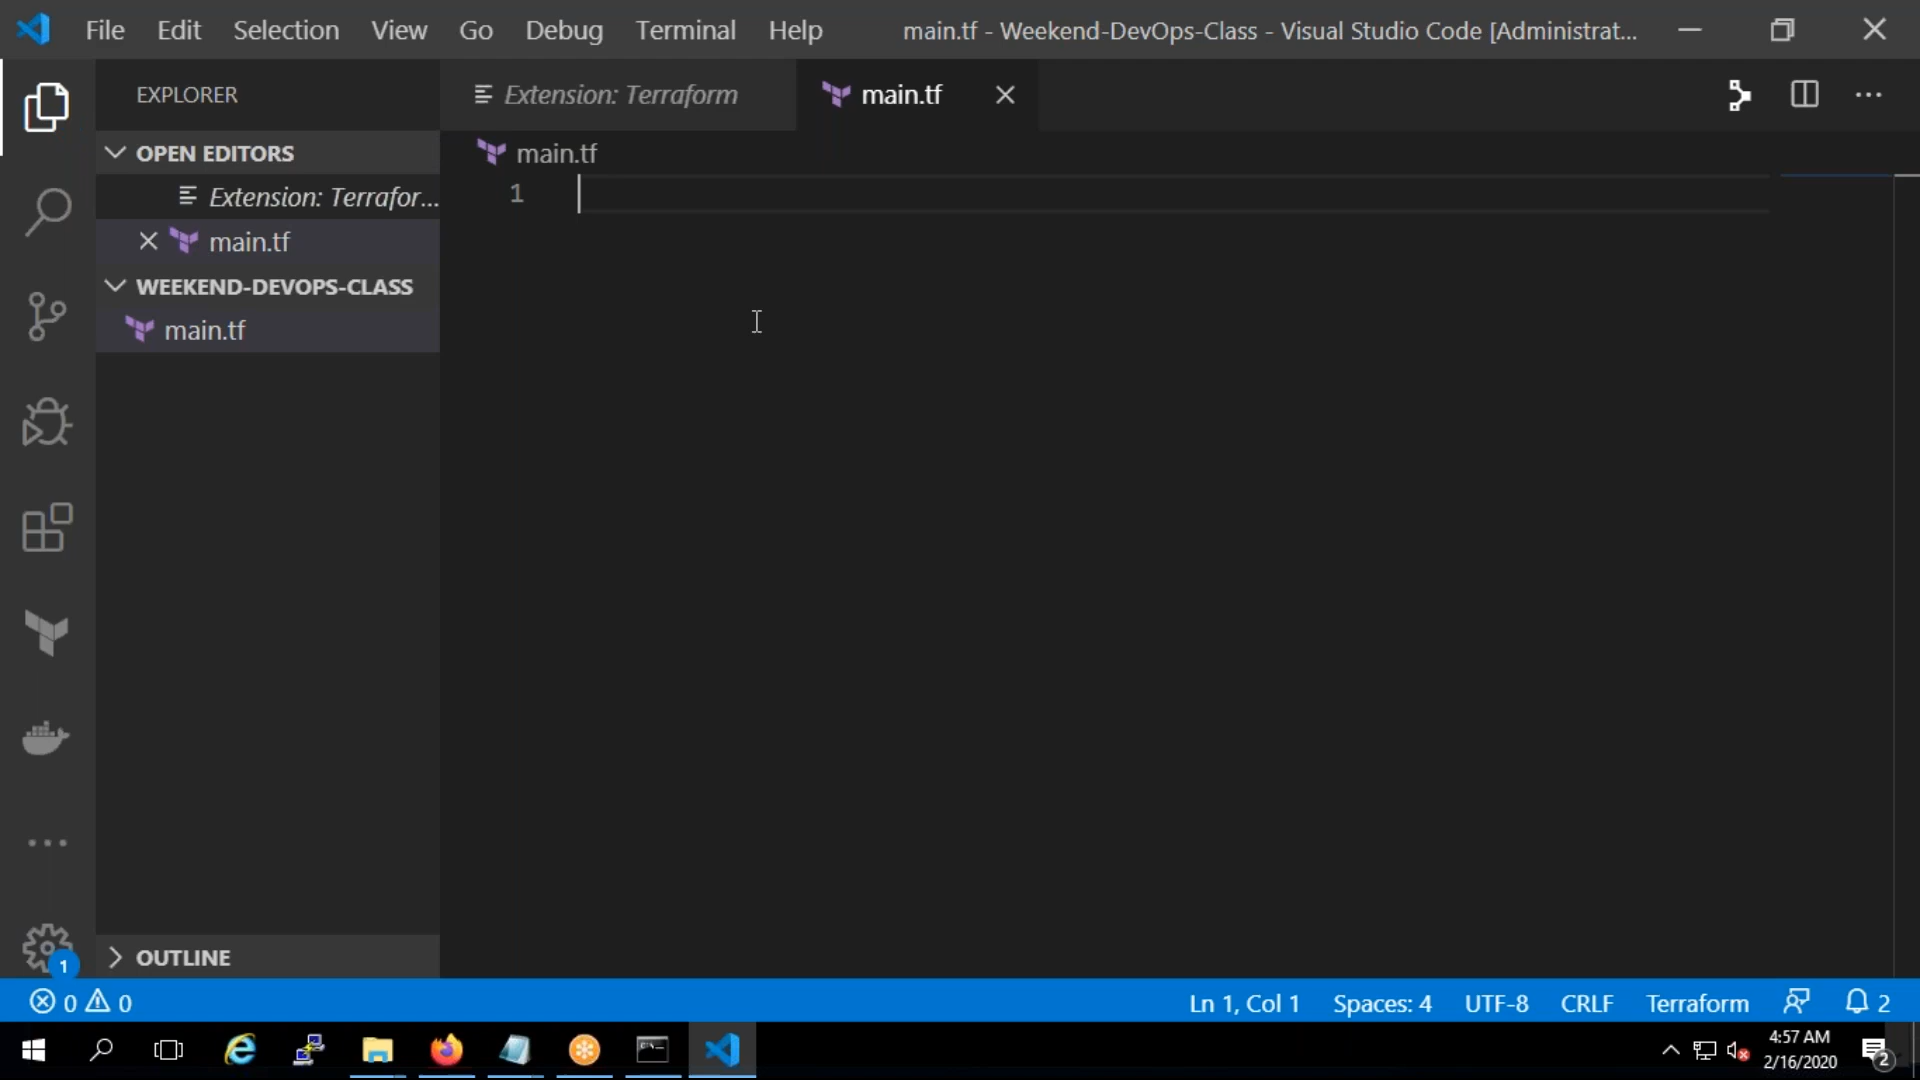 File Edit Selection View Go Debug Terminal Help
main.tf - Weekend-DevOps-Class - Visual Studio Code [Administrat...
EXPLORER
Extension: Terraform
main.tf
OPEN EDITORS
Extension: Terrafor...
main.tf
WEEKEND-DEVOPS-CLASS
main.tf
OUTLINE
main.tf
1
1
0 0
Ln 1, Col 1 Spaces: 4 UTF-8 CRLF Terraform 2
4:57 AM
2/16/2020
2